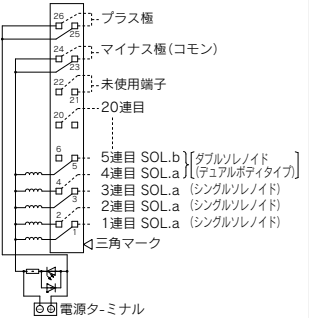 26
プラス極
25
24
マイナス極(コモン)
23
22
未使用端子
21
20連目
20
6
5
5連目 SOL.b [ダブルソレノイド
4連目 SOL.a (デュアルボディタイプ)]
4
3連目 SOL.a (シングルソレノイド)
3
2連目 SOL.a (シングルソレノイド)
2
1連目 SOL.a (シングルソレノイド)
1
三角マーク
⊖⊕ 電源ターミナル